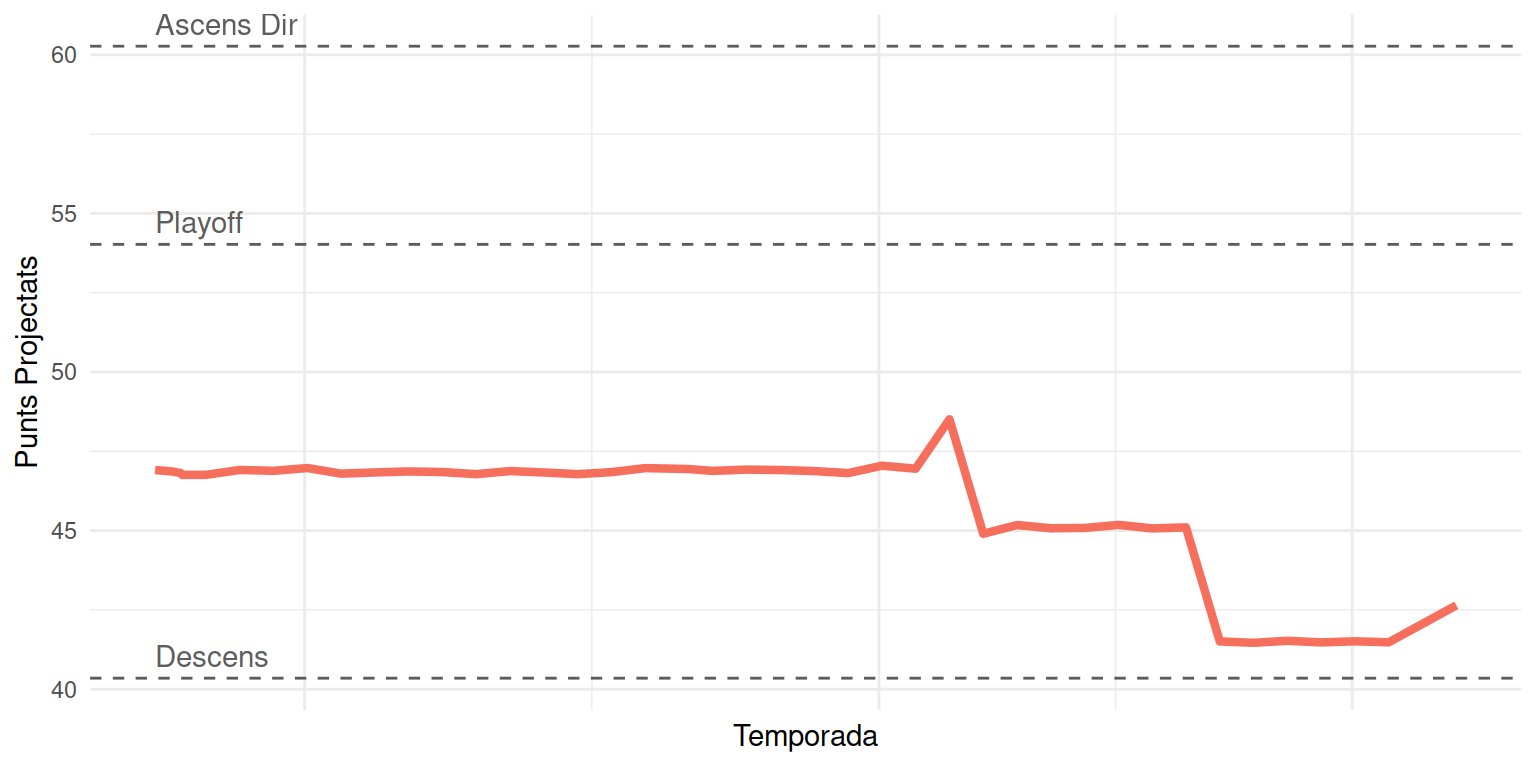 Ascens Dir
60
55
Playoff
Punts Projectats
50
45
Descens
40
Temporada